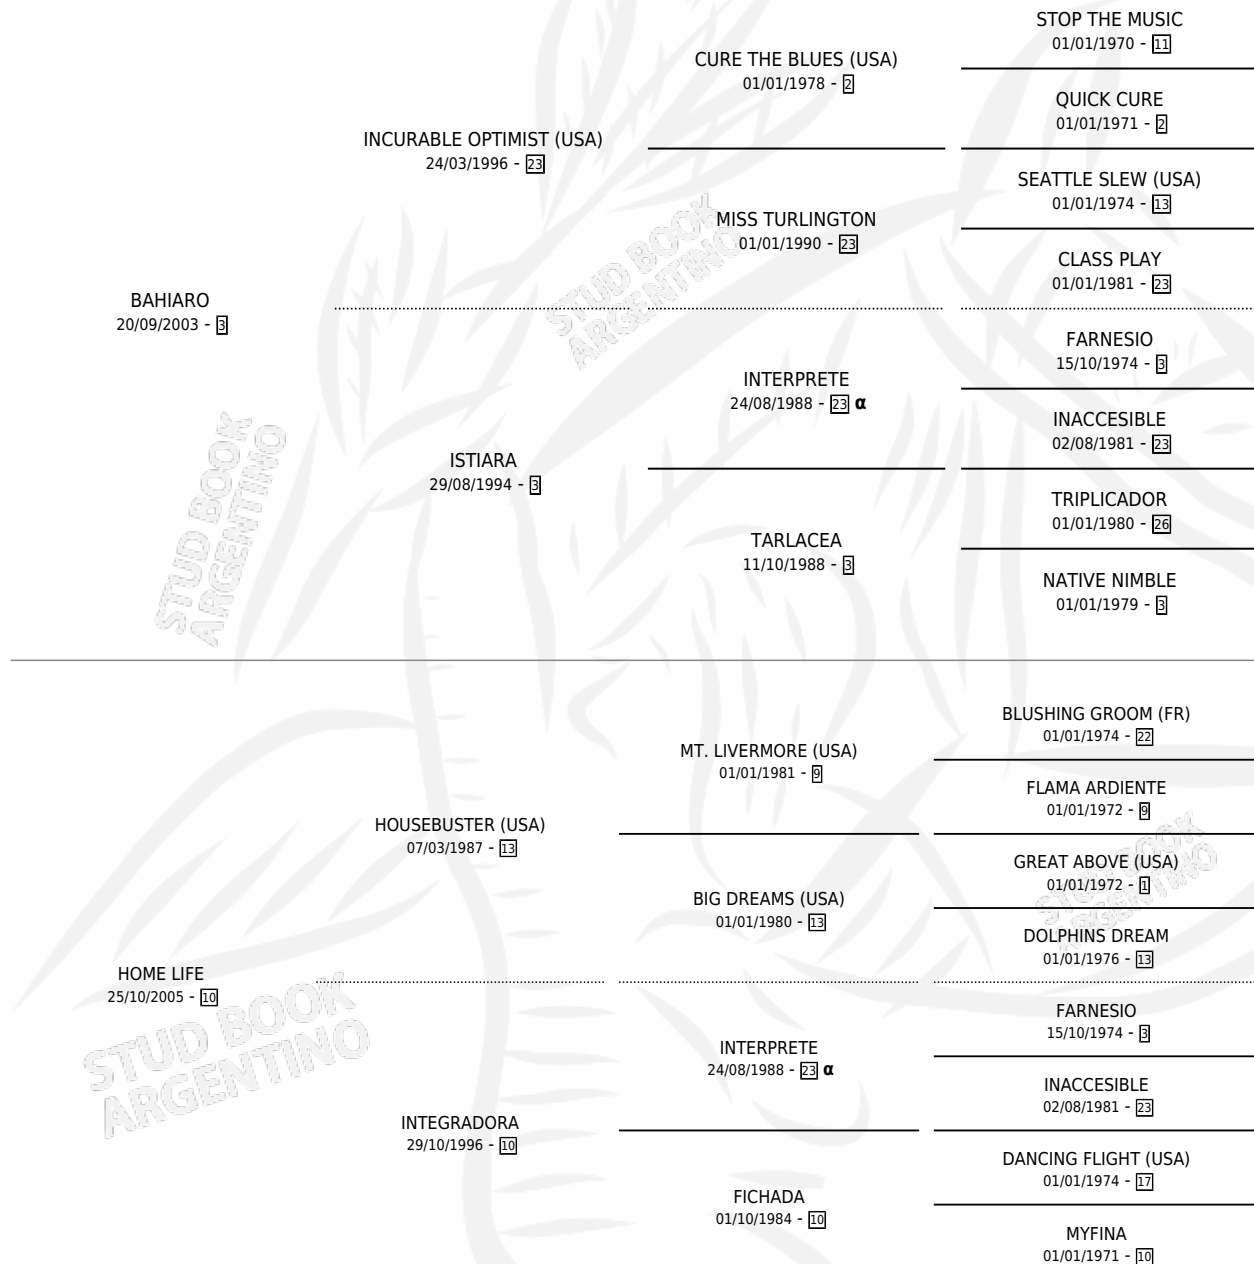 STOP THE MUSIC
01/01/1970 - 11
CURE THE BLUES (USA)
01/01/1978 - 2
QUICK CURE
01/01/1971 - 2
INCURABLE OPTIMIST (USA)
24/03/1996 - 23
SEATTLE SLEW (USA)
01/01/1974 - 13
MISS TURLINGTON
01/01/1990 - 23
CLASS PLAY
01/01/1981 - 23
BAHIARO
20/09/2003 - 3
FARNESIO
15/10/1974 - 3
INTERPRETE
24/08/1988 - 23 α
INACCESIBLE
02/08/1981 - 23
ISTIARA
29/08/1994 - 3
TRIPLICADOR
01/01/1980 - 26
TARLACEA
11/10/1988 - 3
NATIVE NIMBLE
01/01/1979 - 3
BLUSHING GROOM (FR)
01/01/1974 - 22
MT. LIVERMORE (USA)
01/01/1981 - 9
FLAMA ARDIENTE
01/01/1972 - 9
HOUSEBUSTER (USA)
07/03/1987 - 13
GREAT ABOVE (USA)
01/01/1972 - 1
BIG DREAMS (USA)
01/01/1980 - 13
DOLPHINS DREAM
01/01/1976 - 13
HOME LIFE
25/10/2005 - 10
FARNESIO
15/10/1974 - 3
INTERPRETE
24/08/1988 - 23 α
INACCESIBLE
02/08/1981 - 23
INTEGRADORA
29/10/1996 - 10
DANCING FLIGHT (USA)
01/01/1974 - 17
FICHADA
01/10/1984 - 10
MYFINA
01/01/1971 - 10
STUD BOOK
ARGENTINO
STUD BOOK
ARGENTINO
STUD BOOK
ARGENTINO
STUD BOOK
ARGENTINO